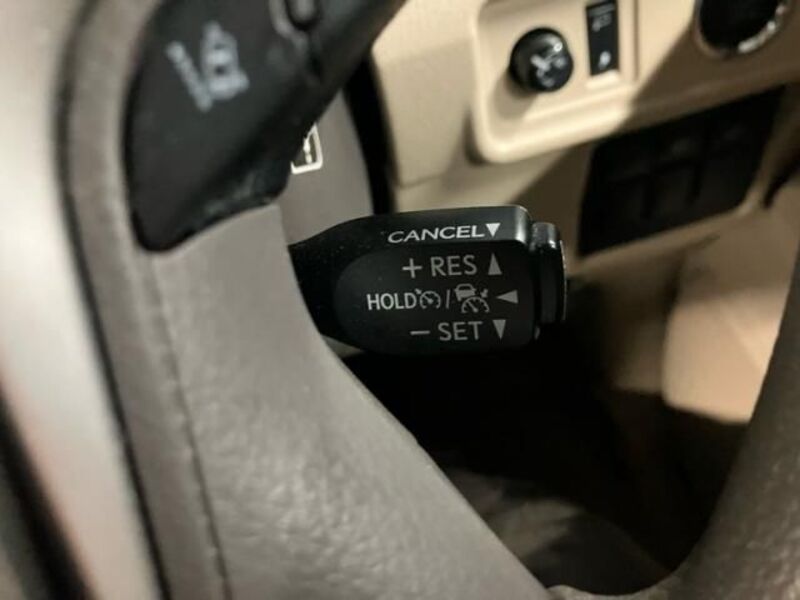 CANCEL▼
+ RES ▲
HOLD / ◀
− SET ▼